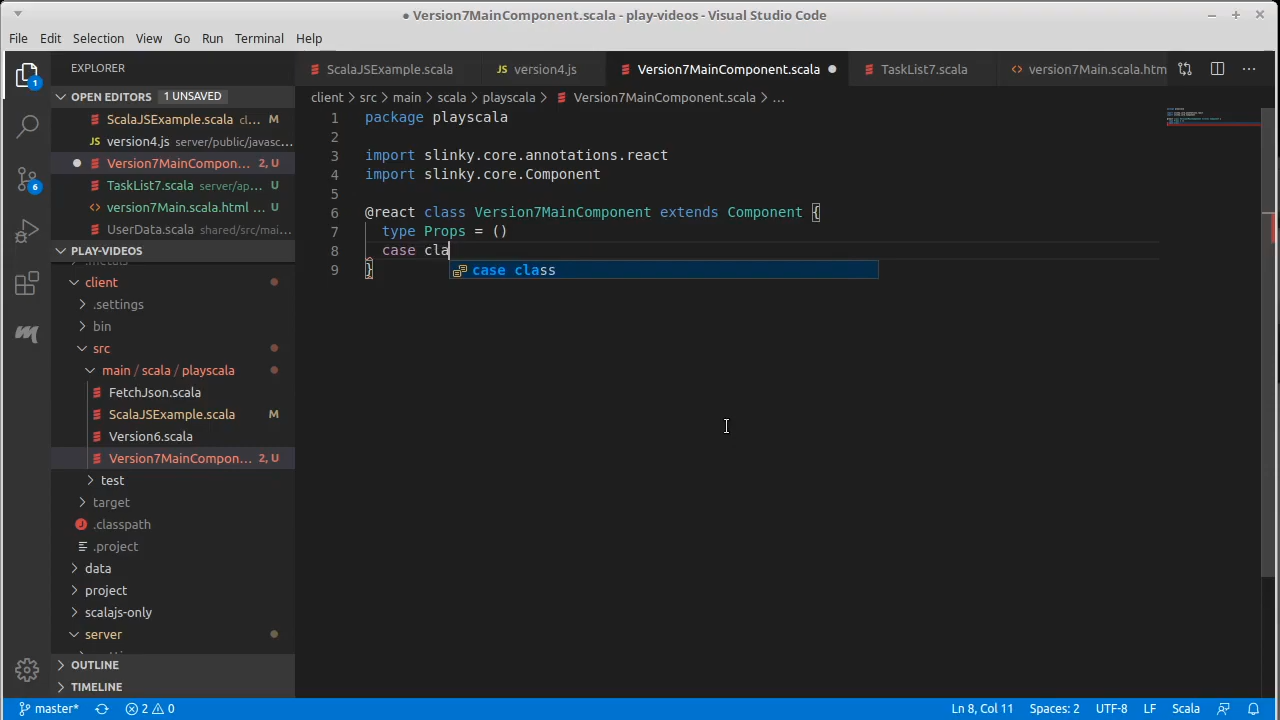 ● Version7MainComponent.scala - play-videos - Visual Studio Code
File Edit Selection View Go Run Terminal Help
EXPLORER
ScalaJSExample.scala
JS version4.js
Version7MainComponent.scala ●
TaskList7.scala
<> version7Main.scala.htm
1
OPEN EDITORS 1 UNSAVED
client > src > main > scala > playscala > Version7MainComponent.scala > ...
ScalaJSExample.scala cl... M
JS version4.js server/public/javasc...
● Version7MainCompon... 2, U
TaskList7.scala server/ap... U
<> version7Main.scala.html ... U
UserData.scala shared/src/mai...
6
PLAY-VIDEOS
.metals
client
.settings
bin
src
main / scala / playscala
FetchJson.scala
ScalaJSExample.scala M
Version6.scala
Version7MainCompon... 2, U
test
target
.classpath
.project
data
project
scalajs-only
server
OUTLINE
TIMELINE
1 package playscala
2
3 import slinky.core.annotations.react
4 import slinky.core.Component
5
6 @react class Version7MainComponent extends Component {
7 type Props = ()
8 case cla
9 }
case class
master* 2 0
Ln 8, Col 11 Spaces: 2 UTF-8 LF Scala